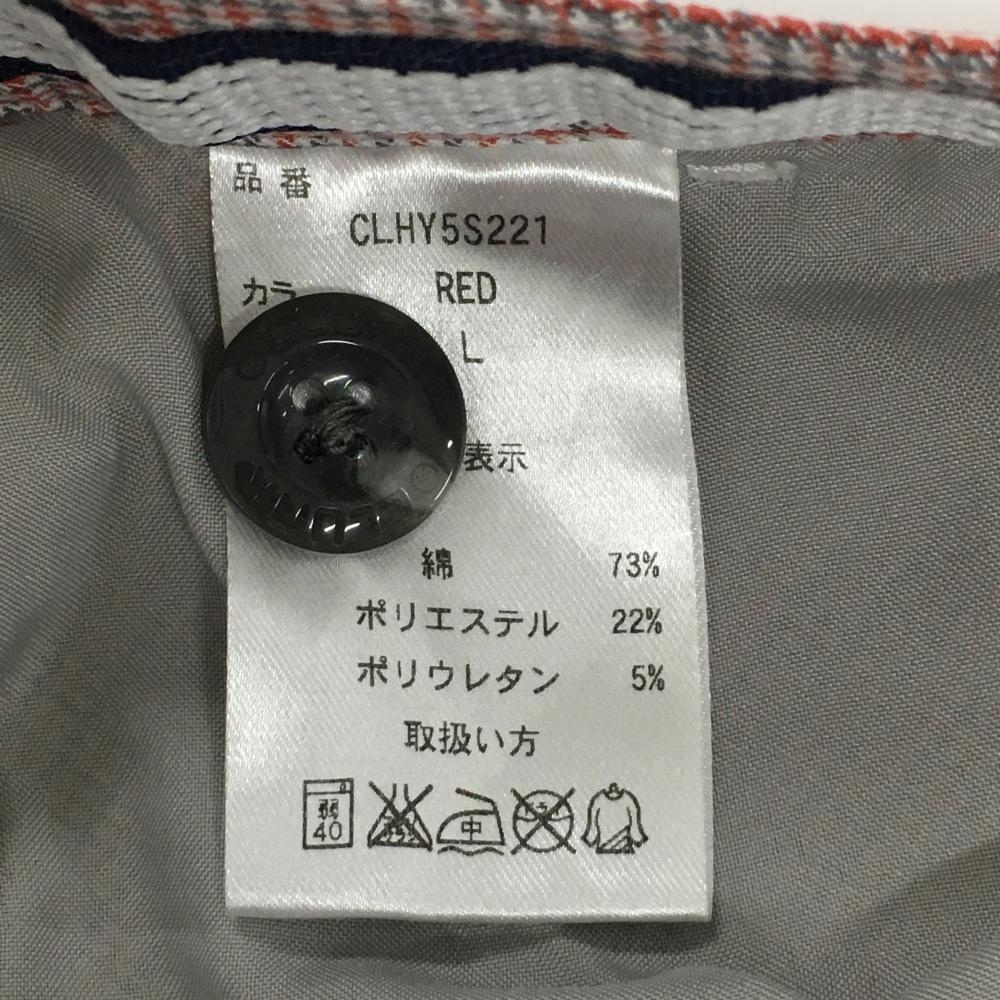 品番
CLHY5S221
カラ
RED
L
表示
綿 73%
ポリエステル 22%
ポリウレタン 5%
取扱い方
弱
40
中